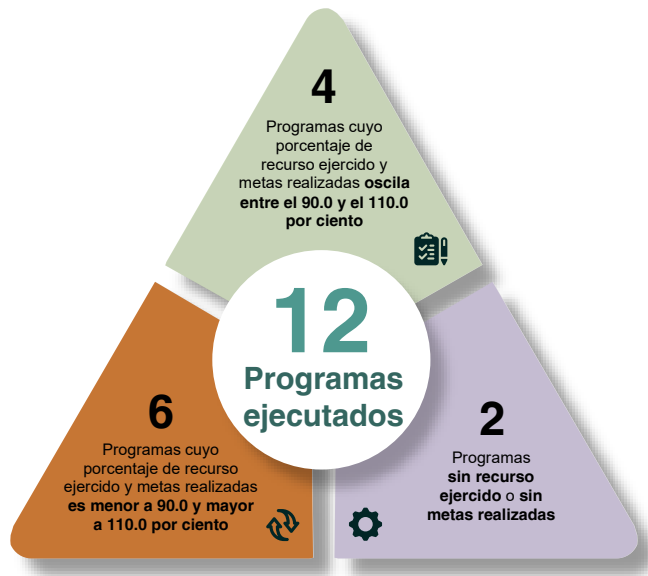 4
Programas cuyo
porcentaje de
recurso ejercido y
metas realizadas oscila
entre el 90.0 y el 110.0
por ciento
12
Programas
ejecutados
6
Programas cuyo
porcentaje de recurso
ejercido y metas realizadas
es menor a 90.0 y mayor
a 110.0 por ciento
2
Programas
sin recurso
ejercido o sin
metas realizadas